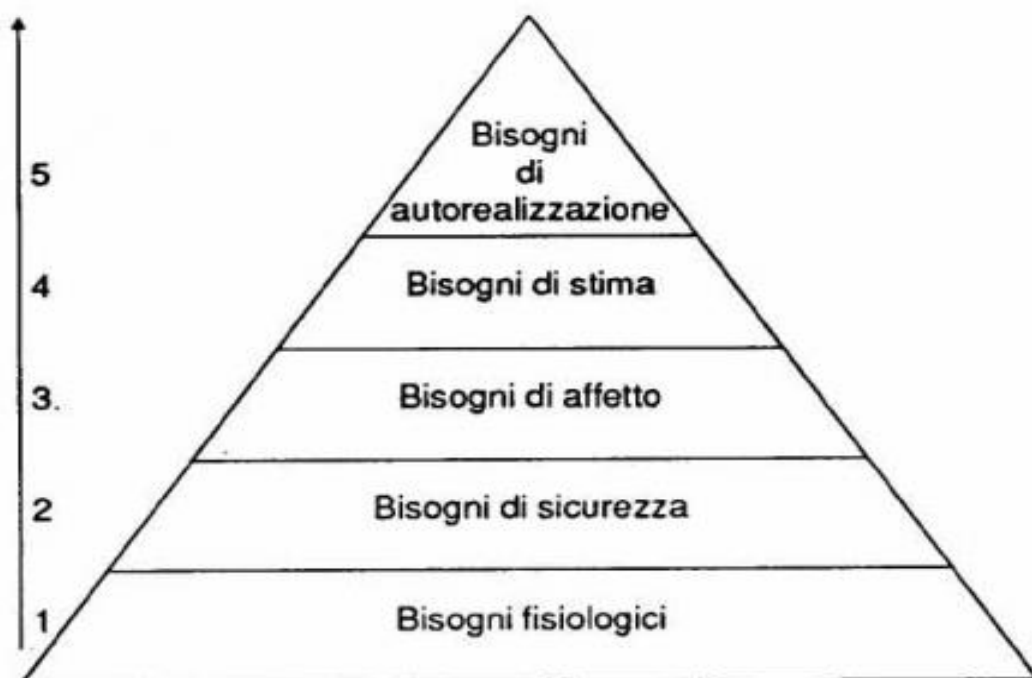 Bisogni
di
5
autorealizzazione
4
Bisogni di stima
3.
Bisogni di affetto
2
Bisogni di sicurezza
1
Bisogni fisiologici